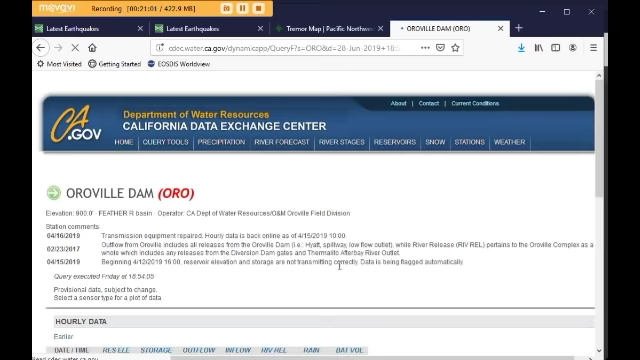 movavi Recording (00:21:01 / 422.9 MB)
Latest Earthquakes
Latest Earthquakes
Tremor Map | Pacific Northwe
OROVILLE DAM (ORO)
cdec.water.ca.gov/dynamicapp/QueryF?s=ORO&d=28-Jun-2019+18:5
Most Visited
Getting Started
EOSDIS Worldview
About | Contact | Current Conditions
CA.GOV
Department of Water Resources
CALIFORNIA DATA EXCHANGE CENTER
HOME QUERY TOOLS PRECIPITATION RIVER FORECAST RIVER STAGES RESERVOIRS SNOW STATIONS WEATHER
OROVILLE DAM (ORO)
Elevation: 900.0' · FEATHER R basin · Operator: CA Dept of Water Resources/O&M Oroville Field Division
Station comments
04/16/2019 Transmission equipment repaired. Hourly data is back online as of 4/15/2019 10:00.
02/23/2017 Outflow from Oroville includes all releases from the Oroville Dam (i.e.: Hyatt, spillway, low flow outlet), while River Release (RIV REL) pertains to the Oroville Complex as a
whole which includes any releases from the Diversion Dam gates and Thermalito Afterbay River Outlet.
04/15/2019 Beginning 4/12/2019 16:00, reservoir elevation and storage are not transmitting correctly. Data is being flagged automatically.
Query executed Friday at 18:54:05
Provisional data, subject to change.
Select a sensor type for a plot of data
HOURLY DATA
Earlier
DATE / TIME RES ELE STORAGE OUTFLOW INFLOW RIV REL RAIN BAT VOL
Read cdec.water.ca.gov